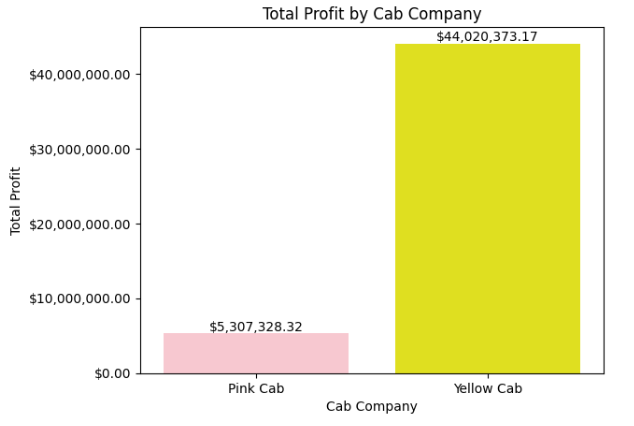 Total Profit by Cab Company
$44,020,373.17
$40,000,000.00
$30,000,000.00
Total Profit
$20,000,000.00
$10,000,000.00
$5,307,328.32
$0.00
Pink Cab
Yellow Cab
Cab Company